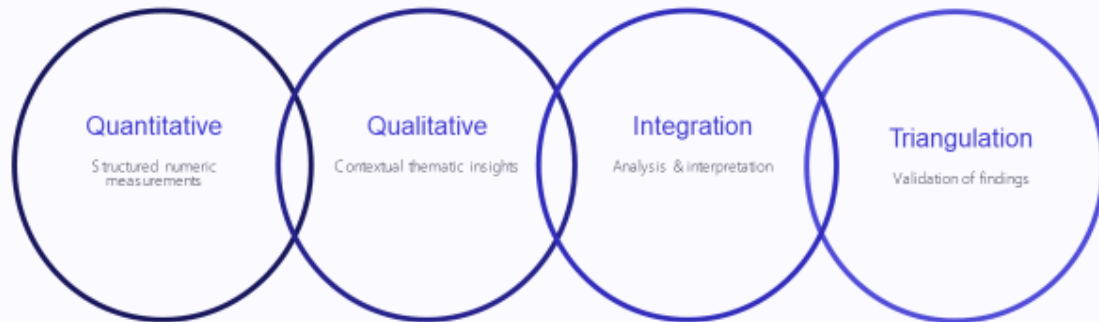 Quantitative
Structured numeric
measurements
Qualitative
Contextual thematic insights
Integration
Analysis & interpretation
Triangulation
Validation of findings